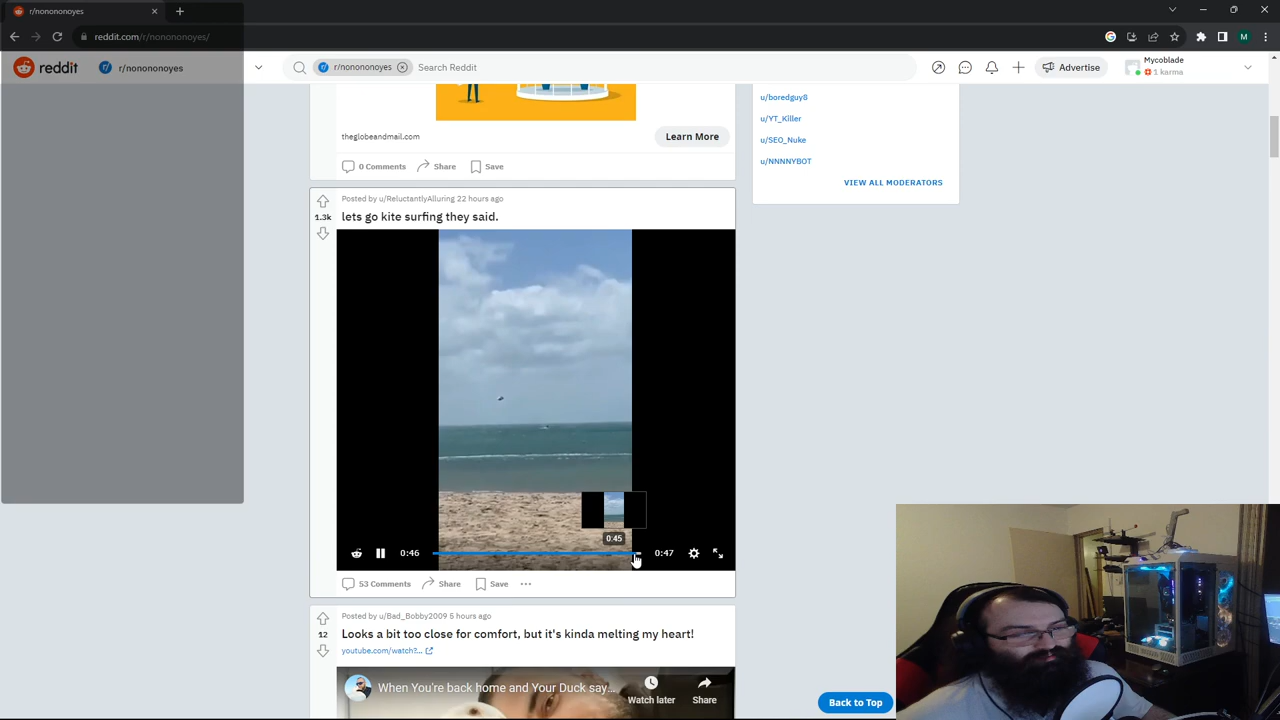 r/nonononoyes
reddit.com/r/nonononoyes/
M
reddit r/nonononoyes
r/nonononoyes Search Reddit
Advertise
Mycoblade
1 karma
theglobeandmail.com
Learn More
0 Comments Share Save
u/boredguy8
u/YT_Killer
u/SEO_Nuke
u/NNNNYBOT
VIEW ALL MODERATORS
Posted by u/ReluctantlyAlluring 22 hours ago
1.3k
lets go kite surfing they said.
0:45
0:46
0:47
53 Comments Share Save
Posted by u/Bad_Bobby2009 5 hours ago
12
Looks a bit too close for comfort, but it's kinda melting my heart!
youtube.com/watch?...
When You're back home and Your Duck say...
Watch later
Share
Back to Top